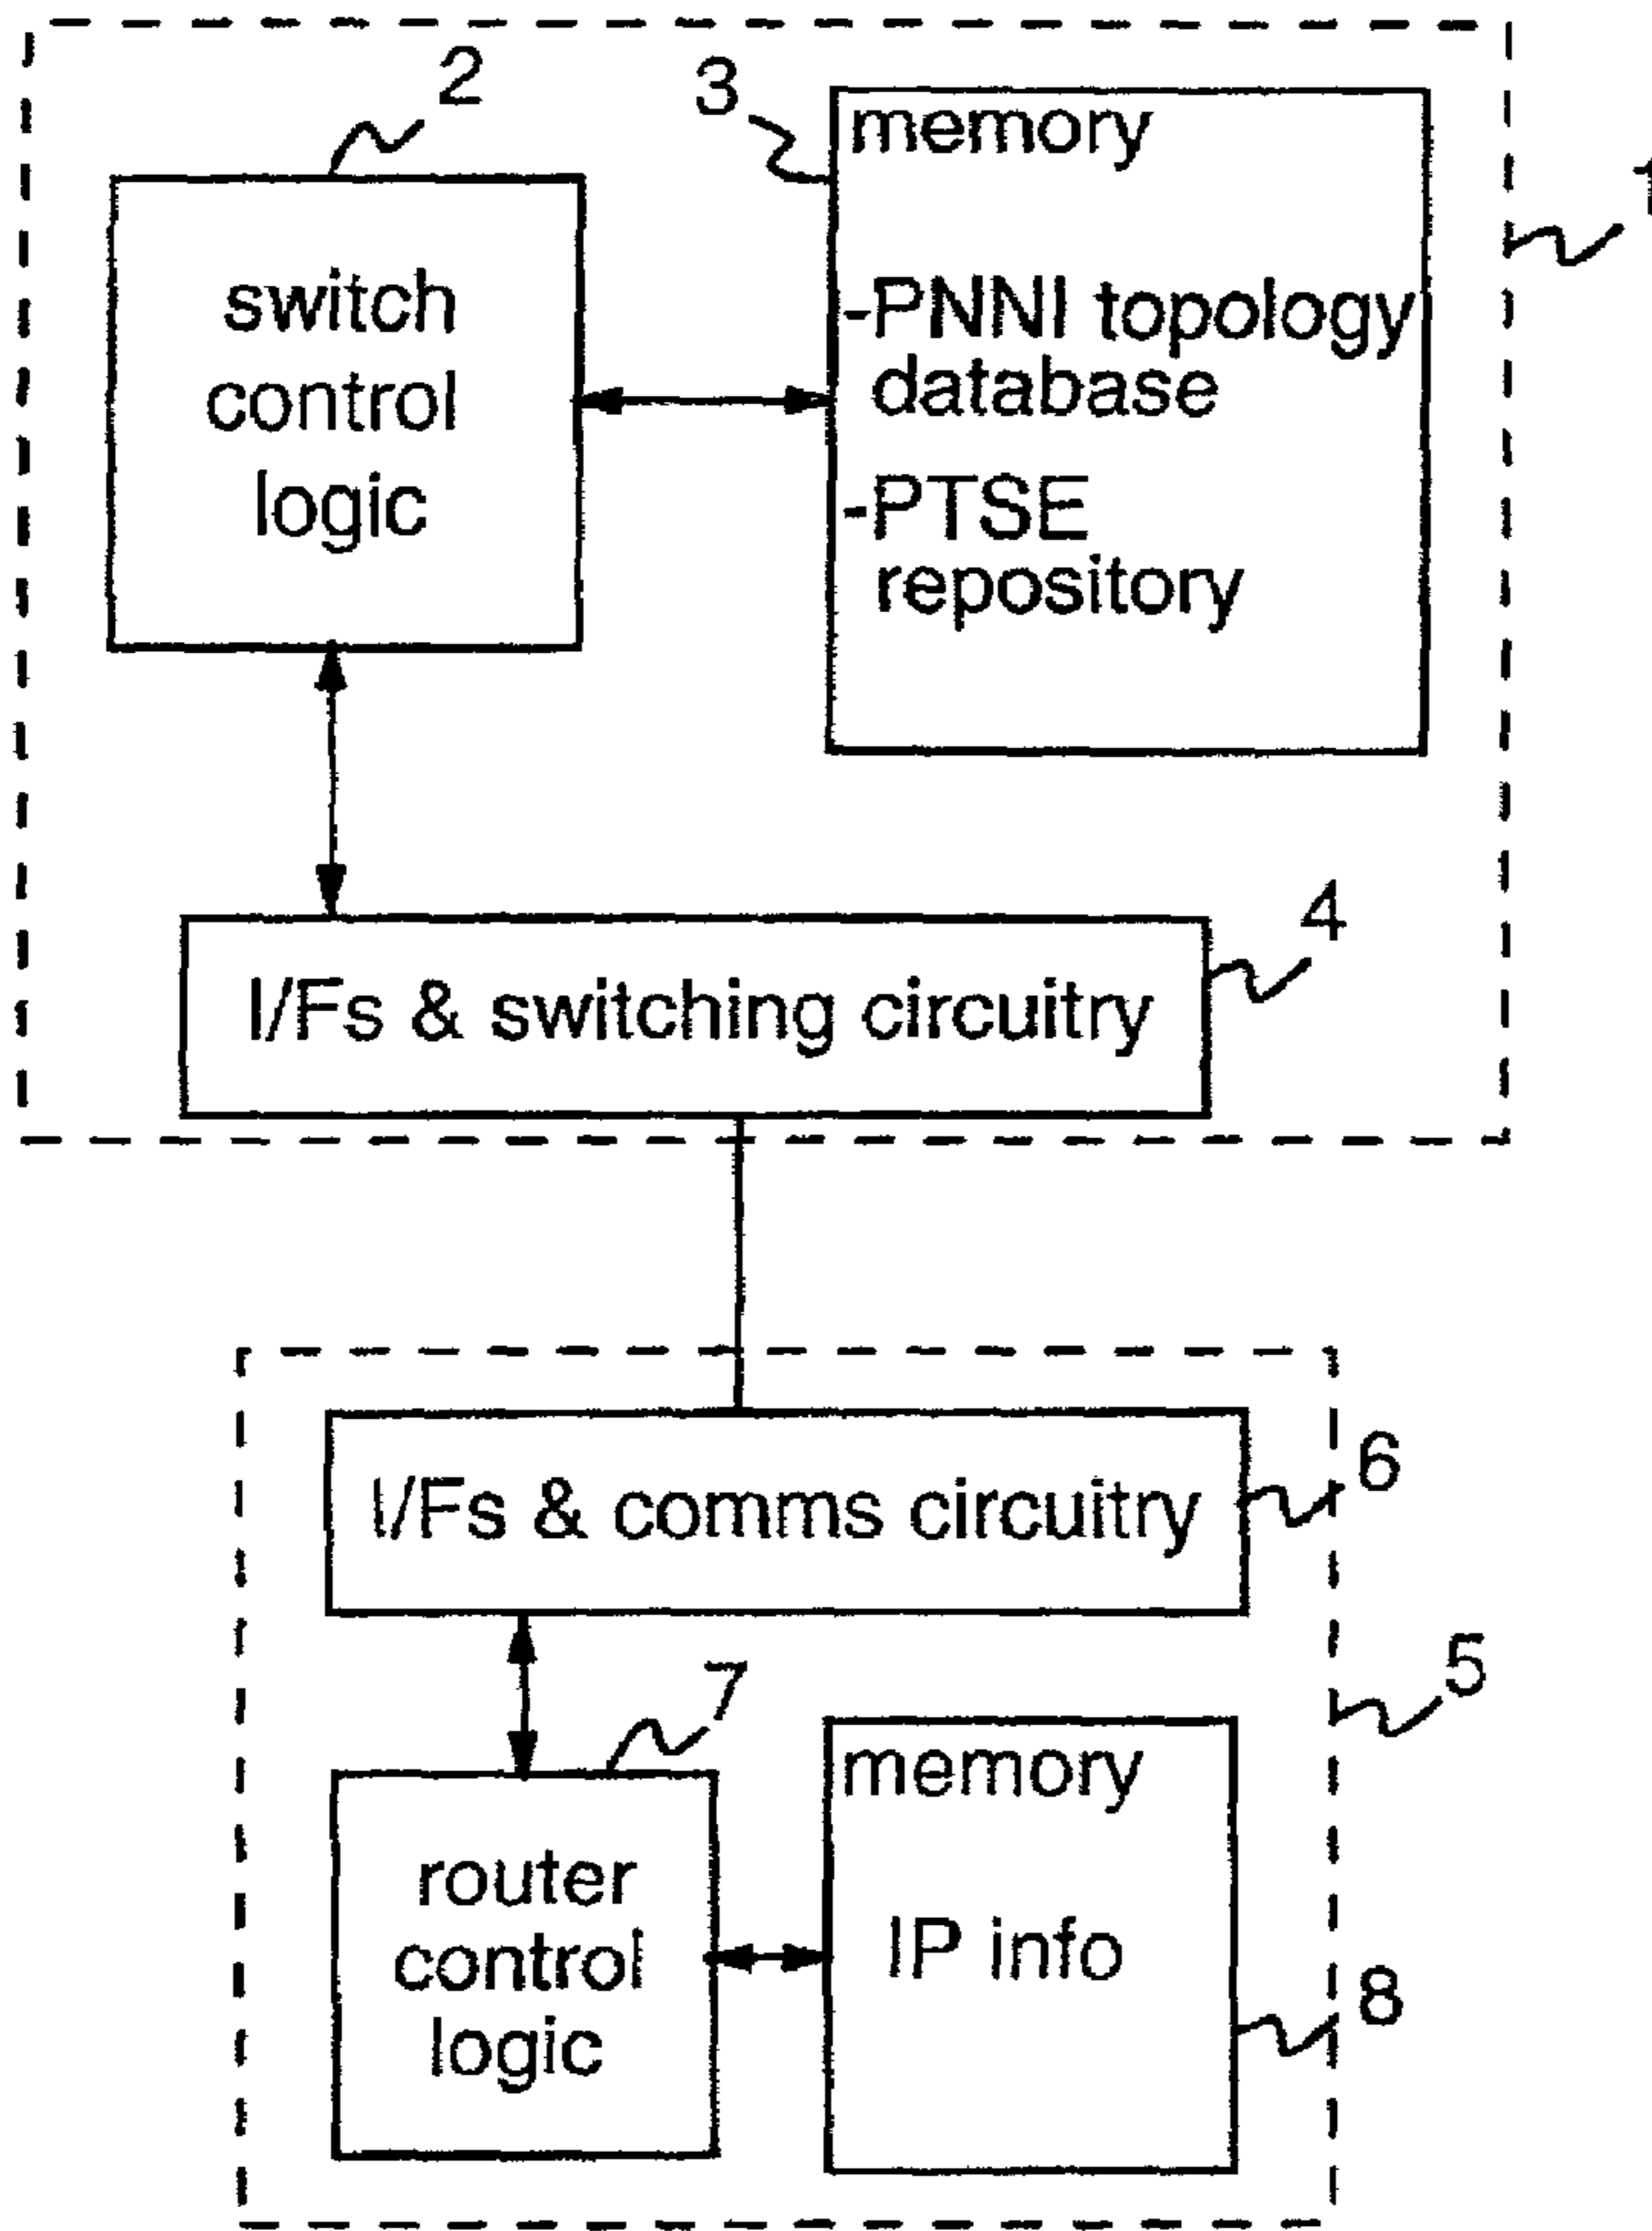 2
3
memory
1
switch
control
logic
-PNNI topology
database
-PTSE
repository
4
I/Fs & switching circuitry
I/Fs & comms circuitry
6
5
7
memory
router
control
logic
IP info
8